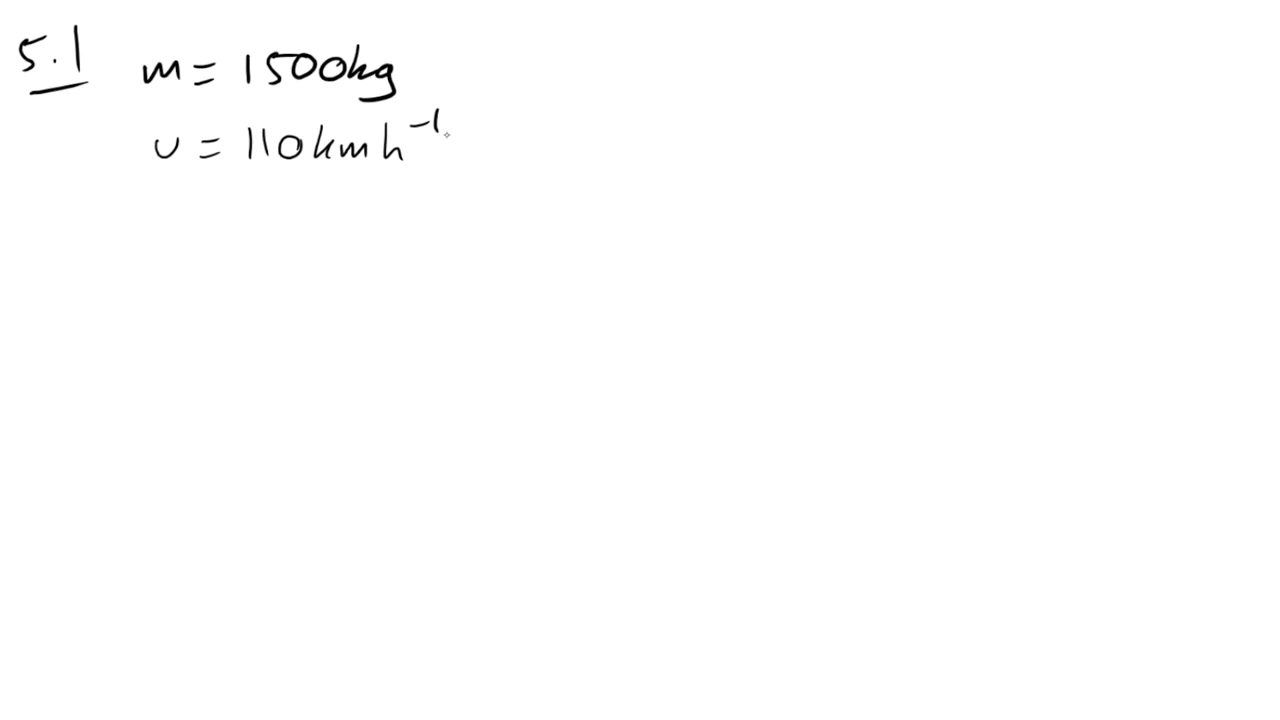 5.1 m = 1500kg
u = 110kmh⁻¹